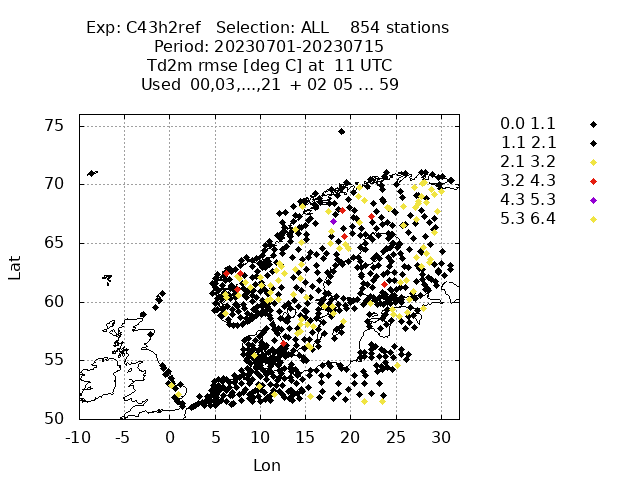 Exp: C43h2ref Selection: ALL 854 stations
Period: 20230701-20230715
Td2m rmse [deg C] at 11 UTC
Used 00,03,...,21 + 02 05 ... 59
75
70
65
60
55
50
Lat
-10 -5 0 5 10 15 20 25 30
Lon
0.0 1.1
1.1 2.1
2.1 3.2
3.2 4.3
4.3 5.3
5.3 6.4